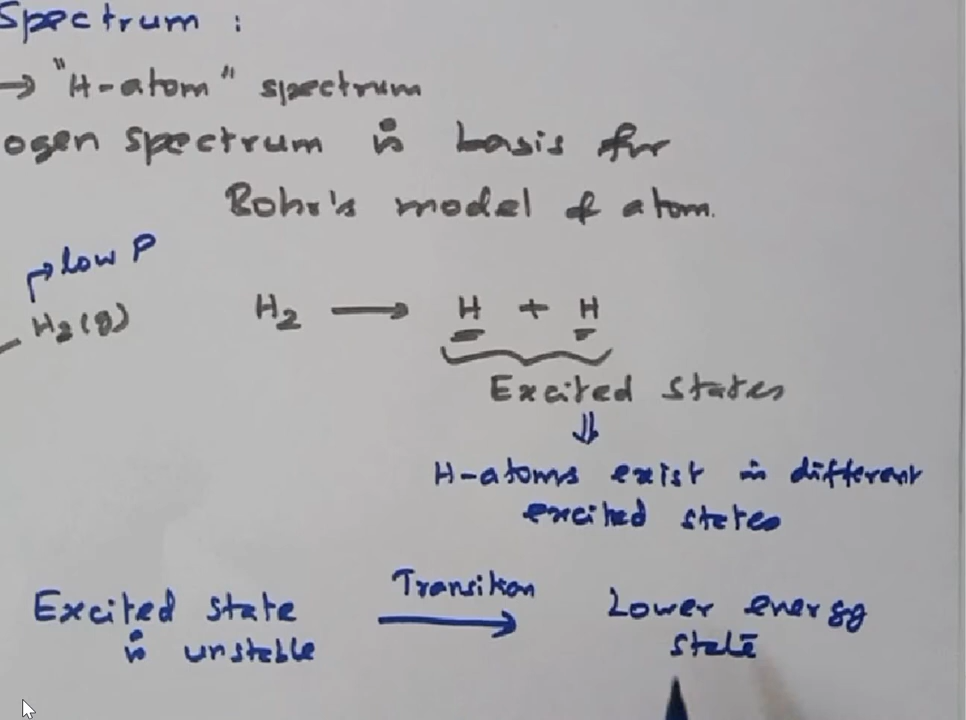 Spectrum :
→ "H-atom" spectrum
ogen spectrum is basis for
Bohr's model of atom.
→ low P
H2(g) H2 → H + H
Excited states
⇓
H-atoms exist in different
excited states
Excited state Transition → Lower energy
is unstable state